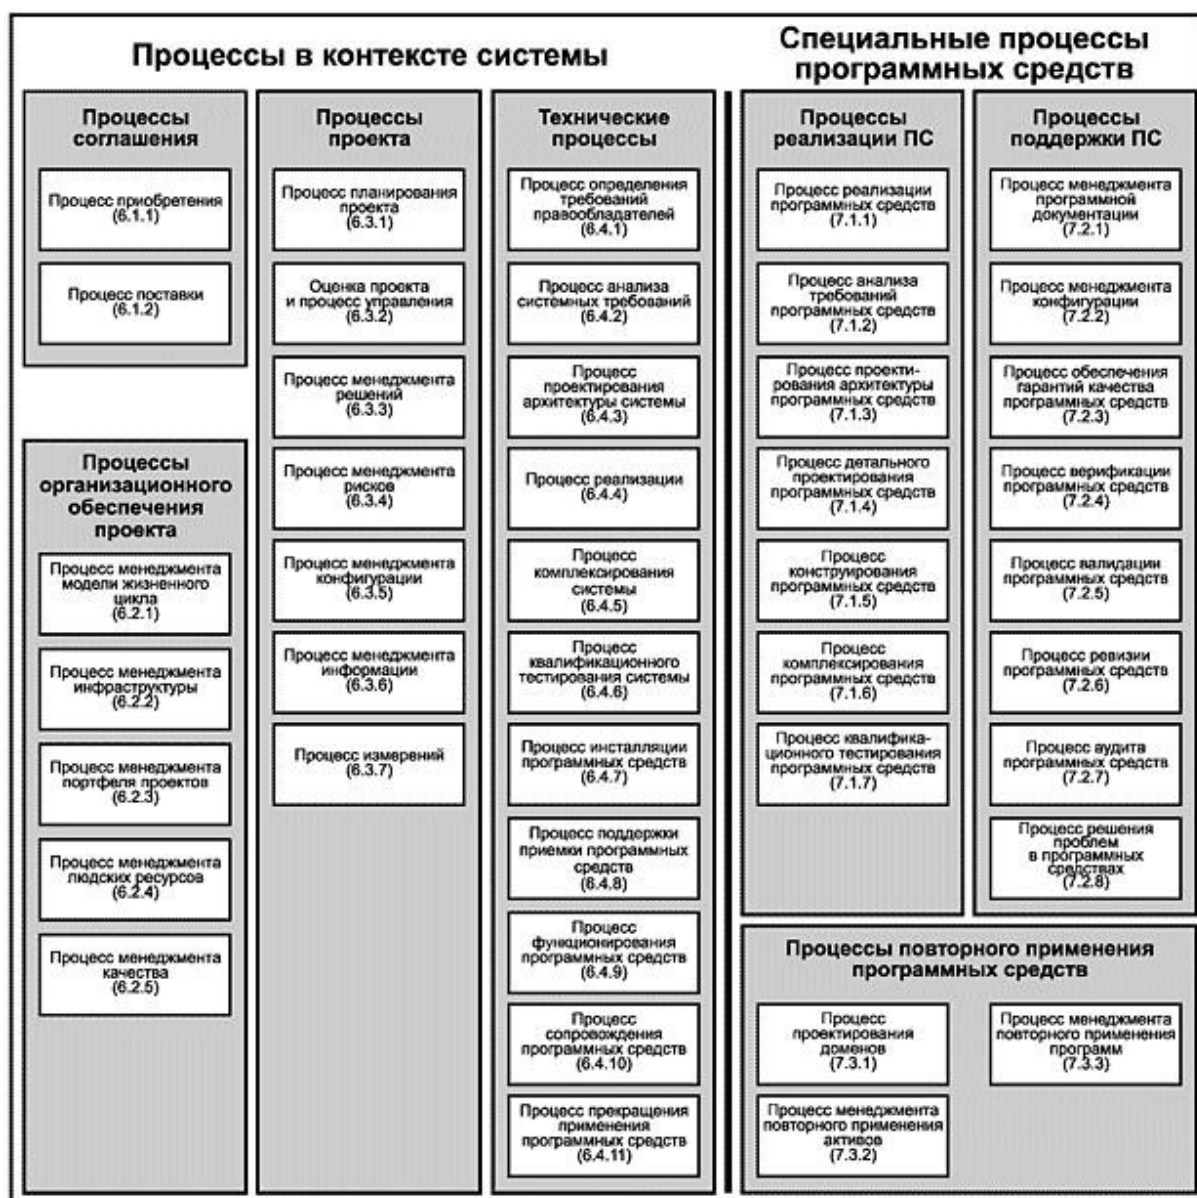 Процессы в контексте системы
Процессы
соглашения
Процесс приобретения
(6.1.1)
Процесс поставки
(6.1.2)
Процессы
организационного
обеспечения
проекта
Процесс менеджмента
модели жизненного
цикла
(6.2.1)
Процесс менеджмента
инфраструктуры
(6.2.2)
Процесс менеджмента
портфеля проектов
(6.2.3)
Процесс менеджмента
людских ресурсов
(6.2.4)
Процесс менеджмента
качества
(6.2.5)
Процессы
проекта
Процесс планирования
проекта
(6.3.1)
Оценка проекта
и процесс управления
(6.3.2)
Процесс менеджмента
решений
(6.3.3)
Процесс менеджмента
рисков
(6.3.4)
Процесс менеджмента
конфигурации
(6.3.5)
Процесс менеджмента
информации
(6.3.6)
Процесс измерений
(6.3.7)
Технические
процессы
Процесс определения
требований
правообладателей
(6.4.1)
Процесс анализа
системных требований
(6.4.2)
Процесс
проектирования
архитектуры системы
(6.4.3)
Процесс реализации
(6.4.4)
Процесс
комплексирования
системы
(6.4.5)
Процесс
квалификационного
тестирования системы
(6.4.6)
Процесс инсталляции
программных средств
(6.4.7)
Процесс поддержки
приемки программных
средств
(6.4.8)
Процесс
функционирования
программных средств
(6.4.9)
Процесс
сопровождения
программных средств
(6.4.10)
Процесс прекращения
применения
программных средств
(6.4.11)
Специальные процессы
программных средств
Процессы
реализации ПС
Процесс реализации
программных средств
(7.1.1)
Процесс анализа
требований
программных средств
(7.1.2)
Процесс проекти-
рования архитектуры
программных средств
(7.1.3)
Процесс детального
проектирования
программных средств
(7.1.4)
Процесс
конструирования
программных средств
(7.1.5)
Процесс
комплексирования
программных средств
(7.1.6)
Процесс квалифика-
ционного тестирования
программных средств
(7.1.7)
Процессы
поддержки ПС
Процесс менеджмента
программной
документации
(7.2.1)
Процесс менеджмента
конфигурации
(7.2.2)
Процесс обеспечения
гарантий качества
программных средств
(7.2.3)
Процесс верификации
программных средств
(7.2.4)
Процесс валидации
программных средств
(7.2.5)
Процесс ревизии
программных средств
(7.2.6)
Процесс аудита
программных средств
(7.2.7)
Процесс решения
проблем
в программных
средствах
(7.2.8)
Процессы повторного применения
программных средств
Процесс
проектирования
доменов
(7.3.1)
Процесс менеджмента
повторного применения
активов
(7.3.2)
Процесс менеджмента
повторного применения
программ
(7.3.3)